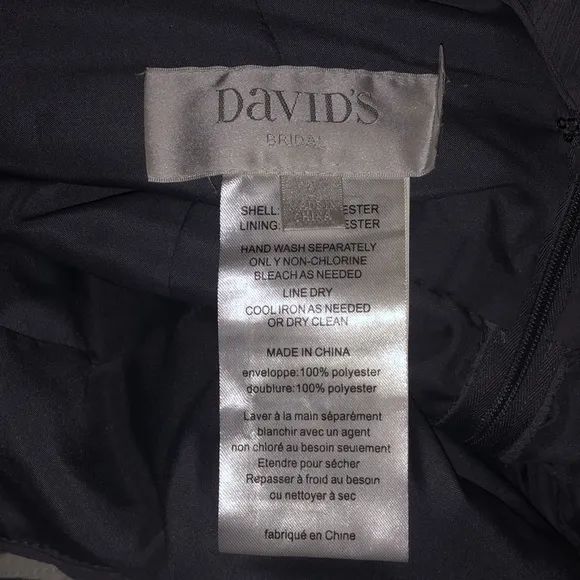 DAVID'S
BRIDAL
MADE IN
CHINA
SHELL: ESTER
LINING: ESTER
HAND WASH SEPARATELY
ONLY NON-CHLORINE
BLEACH AS NEEDED
LINE DRY
COOL IRON AS NEEDED
OR DRY CLEAN
MADE IN CHINA
enveloppe:100% polyester
doublure:100% polyester
Laver à la main séparément
blanchir avec un agent
non chloré au besoin seulement
Etendre pour sécher
Repasser à froid au besoin
ou nettoyer à sec
fabriqué en Chine